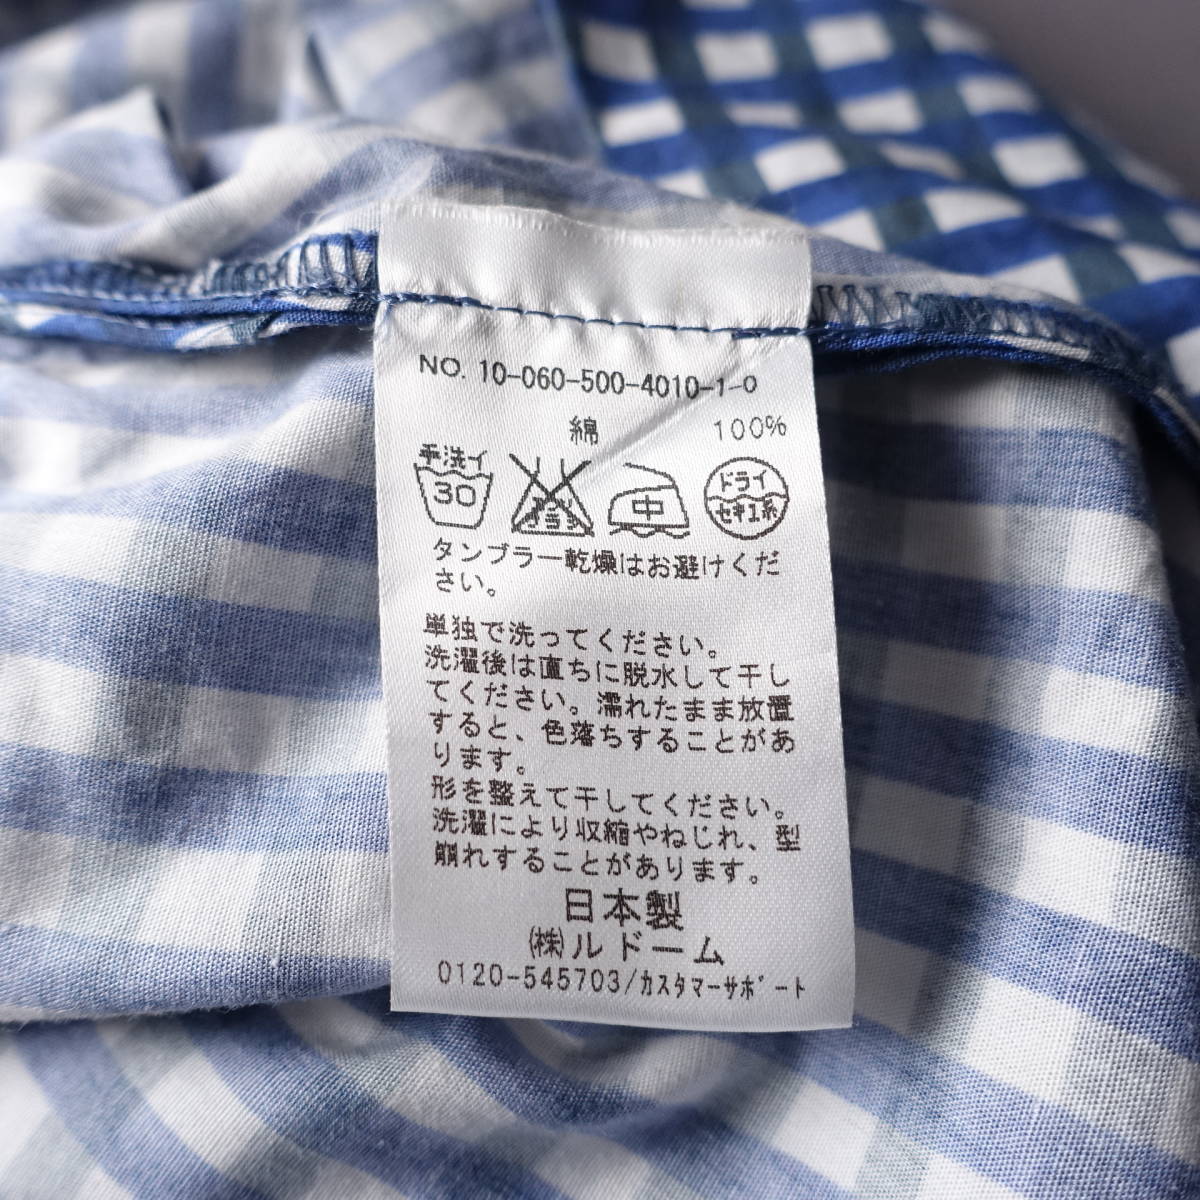 NO. 10-060-500-4010-1-0
綿 100%
手洗イ 30 エンソサラシ 中 ドライ セキユ系
タンブラー乾燥はお避けくだ
さい。
単独で洗ってください。
洗濯後は直ちに脱水して干し
てください。濡れたまま放置
すると、色落ちすることがあ
ります。
形を整えて干してください。
洗濯により収縮やねじれ、型
崩れすることがあります。
日本製
(株)ルドーム
0120-545703/カスタマーサポート